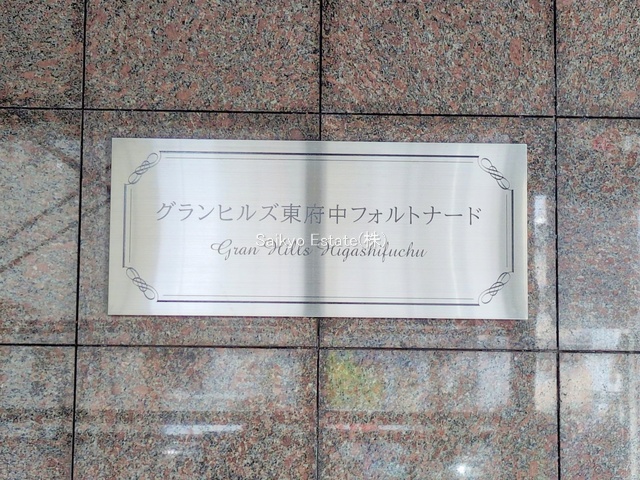 グランヒルズ東府中フォルトナード
Saikyo Estate(株)
Gran Hills Higashifuchu